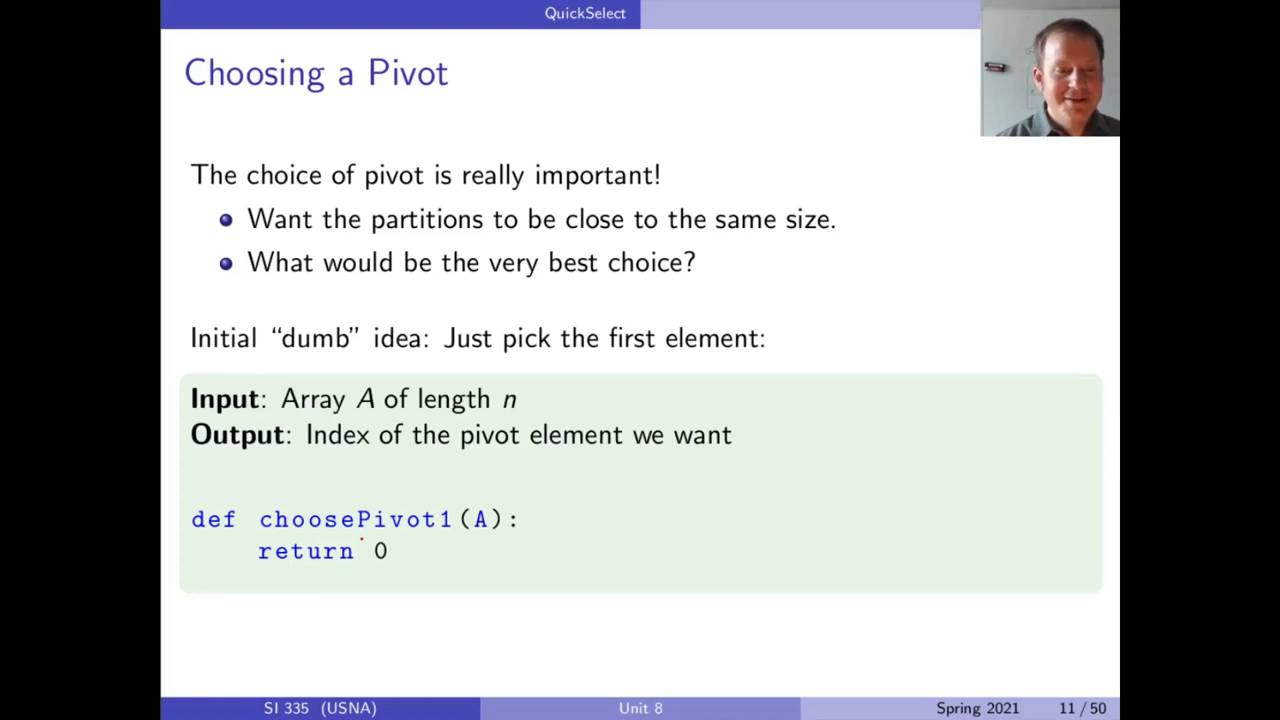 QuickSelect
Choosing a Pivot
The choice of pivot is really important!
Want the partitions to be close to the same size.
What would be the very best choice?
Initial “dumb” idea: Just pick the first element:
Input: Array A of length n
Output: Index of the pivot element we want
def choosePivot1(A):
return 0
SI 335 (USNA) Unit 8 Spring 2021 11 / 50